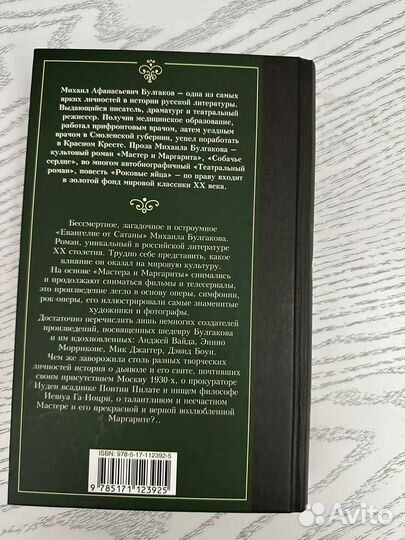 Михаил Афанасьевич Булгаков – одна из самых
ярких личностей в истории русской литературы.
Выдающийся писатель, драматург и театральный
режиссер. Получив медицинское образование,
работал прифронтовым врачом, затем уездным
врачом в Смоленской губернии, успел поработать
в Красном Кресте. Проза Михаила Булгакова –
культовый роман «Мастер и Маргарита», «Собачье
сердце», во многом автобиографичный «Театральный
роман», повесть «Роковые яйца» – по праву входит
в золотой фонд мировой классики XX века.
Бессмертное, загадочное и остроумное
«Евангелие от Сатаны» Михаила Булгакова.
Роман, уникальный в российской литературе
XX столетия. Трудно себе представить, какое
влияние он оказал на мировую культуру.
На основе «Мастера и Маргариты» снимались
и продолжают сниматься фильмы и телесериалы,
это произведение легло в основу оперы, симфонии,
рок оперы, его иллюстрировали самые знаменитые
художники и фотографы.
Достаточно перечислить лишь немногих создателей
произведений, посвященных шедевру Булгакова
и им вдохновленных: Анджей Вайда, Эннио
Морриконе, Мик Джаггер, Дэвид Боуи.
Чем же заворожила столь разных творческих
личностей история о дьяволе и его свите, почтивших
своим присутствием Москву 1930-х, о прокураторе
Иудеи всаднике Понтии Пилате и нищем философе
Иешуа Га-Ноцри, о талантливом и несчастном
Мастере и его прекрасной и верной возлюбленной
Маргарите?..
ISBN: 978-5-17-112392-5
9 785171 123925
Avito